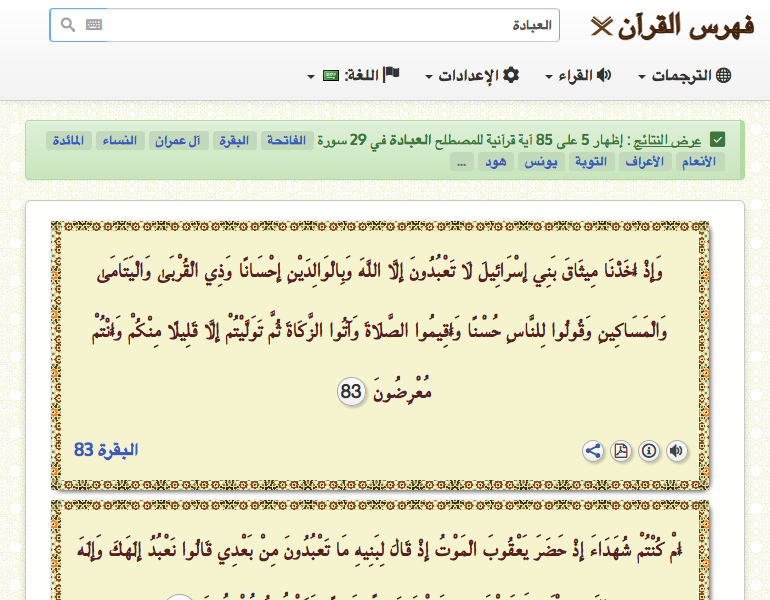 فهرس القرآن
العبادة
الترجمات
القراء
الإعدادات
اللغة:
عرض النتائج : إظهار 5 على 85 آية قرآنية للمصطلح العبادة في 29 سورة الفاتحة البقرة آل عمران النساء المائدة
الأنعام الأعراف التوبة يونس هود ...
وَإِذْ أَخَذْنَا مِيثَاقَ بَنِي إِسْرَائِيلَ لَا تَعْبُدُونَ إِلَّا اللَّهَ وَبِالْوَالِدَيْنِ إِحْسَانًا وَذِي الْقُرْبَىٰ وَالْيَتَامَىٰ
وَالْمَسَاكِينِ وَقُولُوا لِلنَّاسِ حُسْنًا وَأَقِيمُوا الصَّلَاةَ وَآتُوا الزَّكَاةَ ثُمَّ تَوَلَّيْتُمْ إِلَّا قَلِيلًا مِنْكُمْ وَأَنْتُمْ
مُعْرِضُونَ 83
البقرة 83
أَمْ كُنْتُمْ شُهَدَاءَ إِذْ حَضَرَ يَعْقُوبَ الْمَوْتُ إِذْ قَالَ لِبَنِيهِ مَا تَعْبُدُونَ مِنْ بَعْدِي قَالُوا نَعْبُدُ إِلَٰهَكَ وَإِلَٰهَ